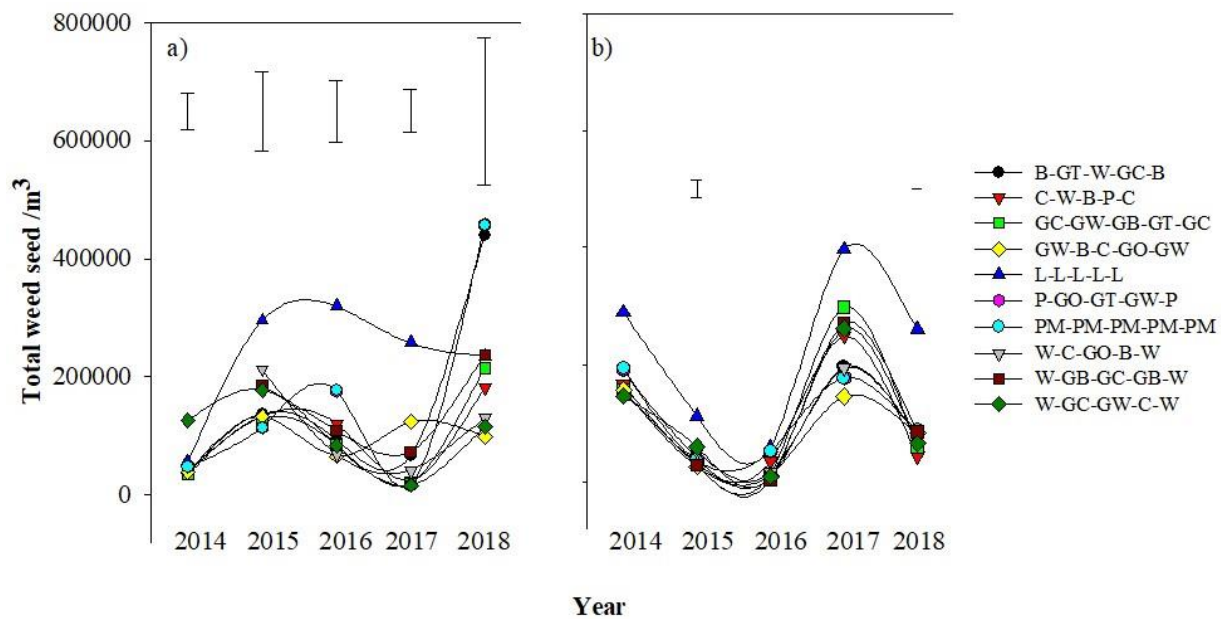 Total weed seed /m³
800000
600000
400000
200000
0
a)
b)
2014 2015 2016 2017 2018
2014 2015 2016 2017 2018
Year
B-GT-W-GC-B
C-W-B-P-C
GC-GW-GB-GT-GC
GW-B-C-GO-GW
L-L-L-L-L
P-GO-GT-GW-P
PM-PM-PM-PM-PM
W-C-GO-B-W
W-GB-GC-GB-W
W-GC-GW-C-W